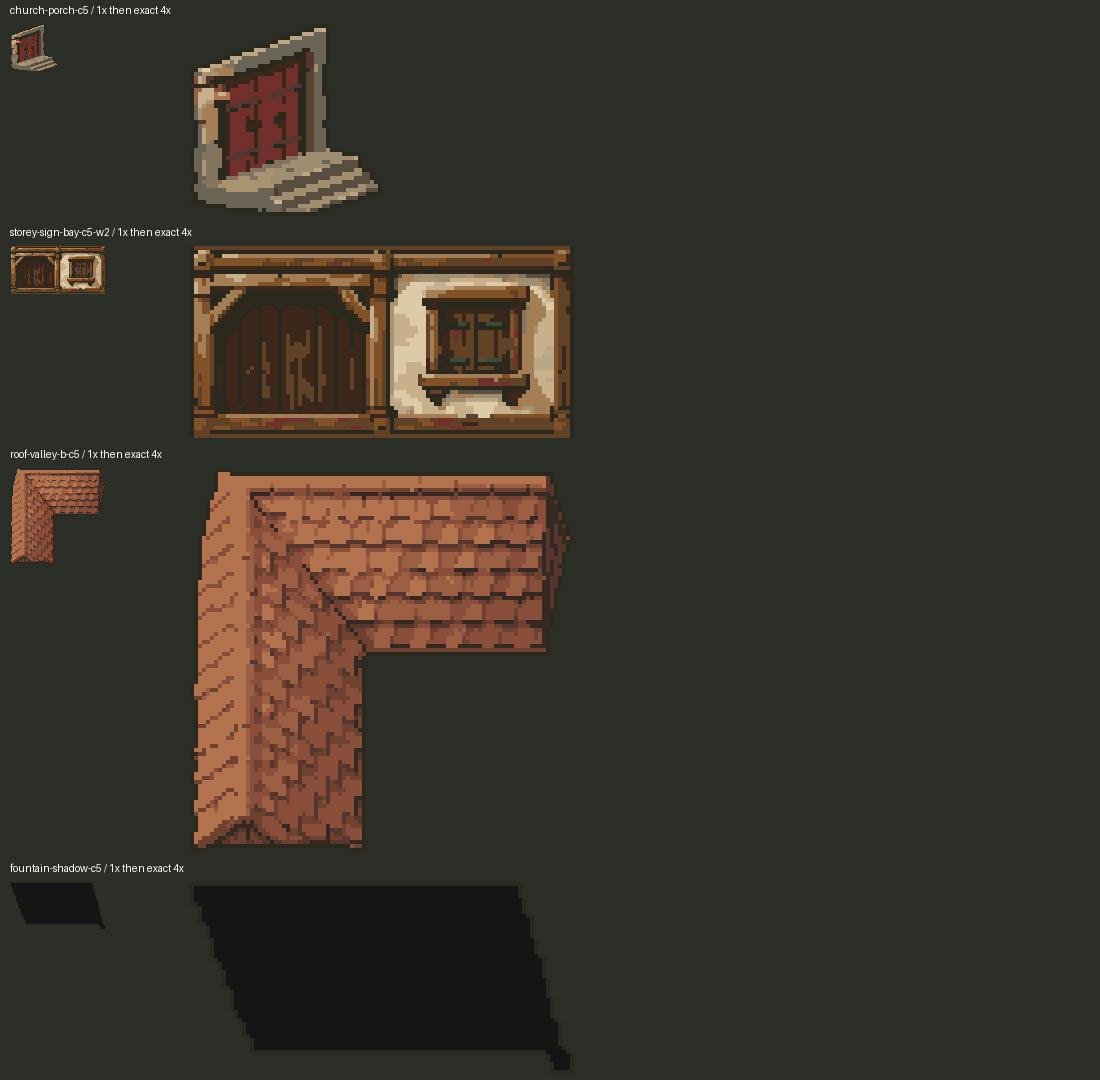 church-porch-c5 / 1x then exact 4x
storey-sign-bay-c5-w2 / 1x then exact 4x
roof-valley-b-c5 / 1x then exact 4x
fountain-shadow-c5 / 1x then exact 4x